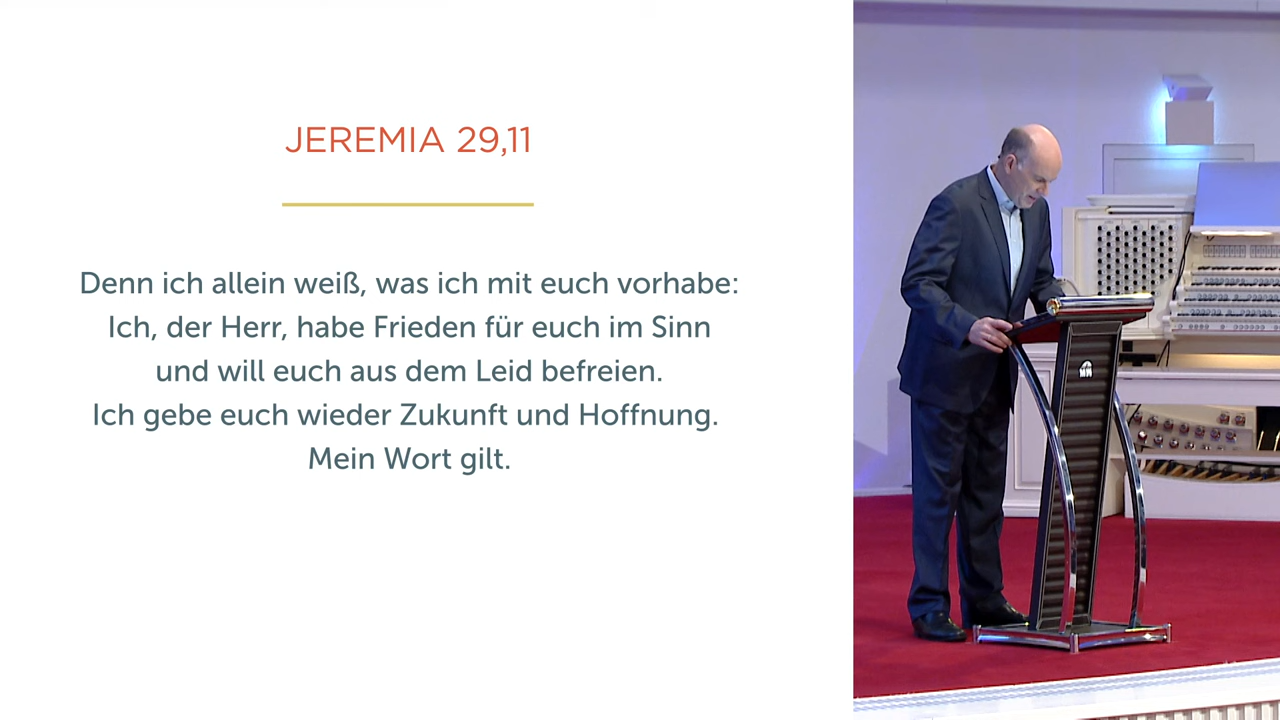 JEREMIA 29,11
Denn ich allein weiß, was ich mit euch vorhabe:
Ich, der Herr, habe Frieden für euch im Sinn
und will euch aus dem Leid befreien.
Ich gebe euch wieder Zukunft und Hoffnung.
Mein Wort gilt.